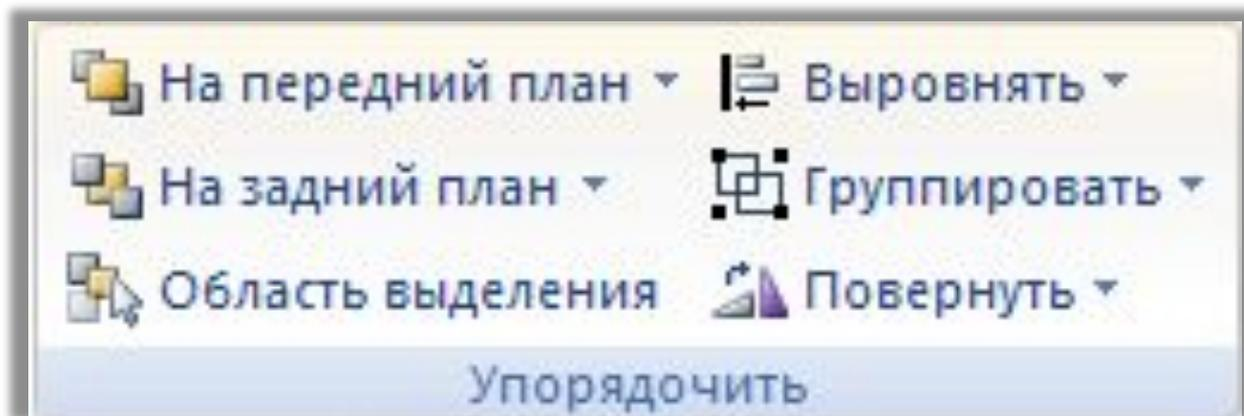 На передний план
На задний план
Область выделения
Выровнять
Группировать
Повернуть
Упорядочить